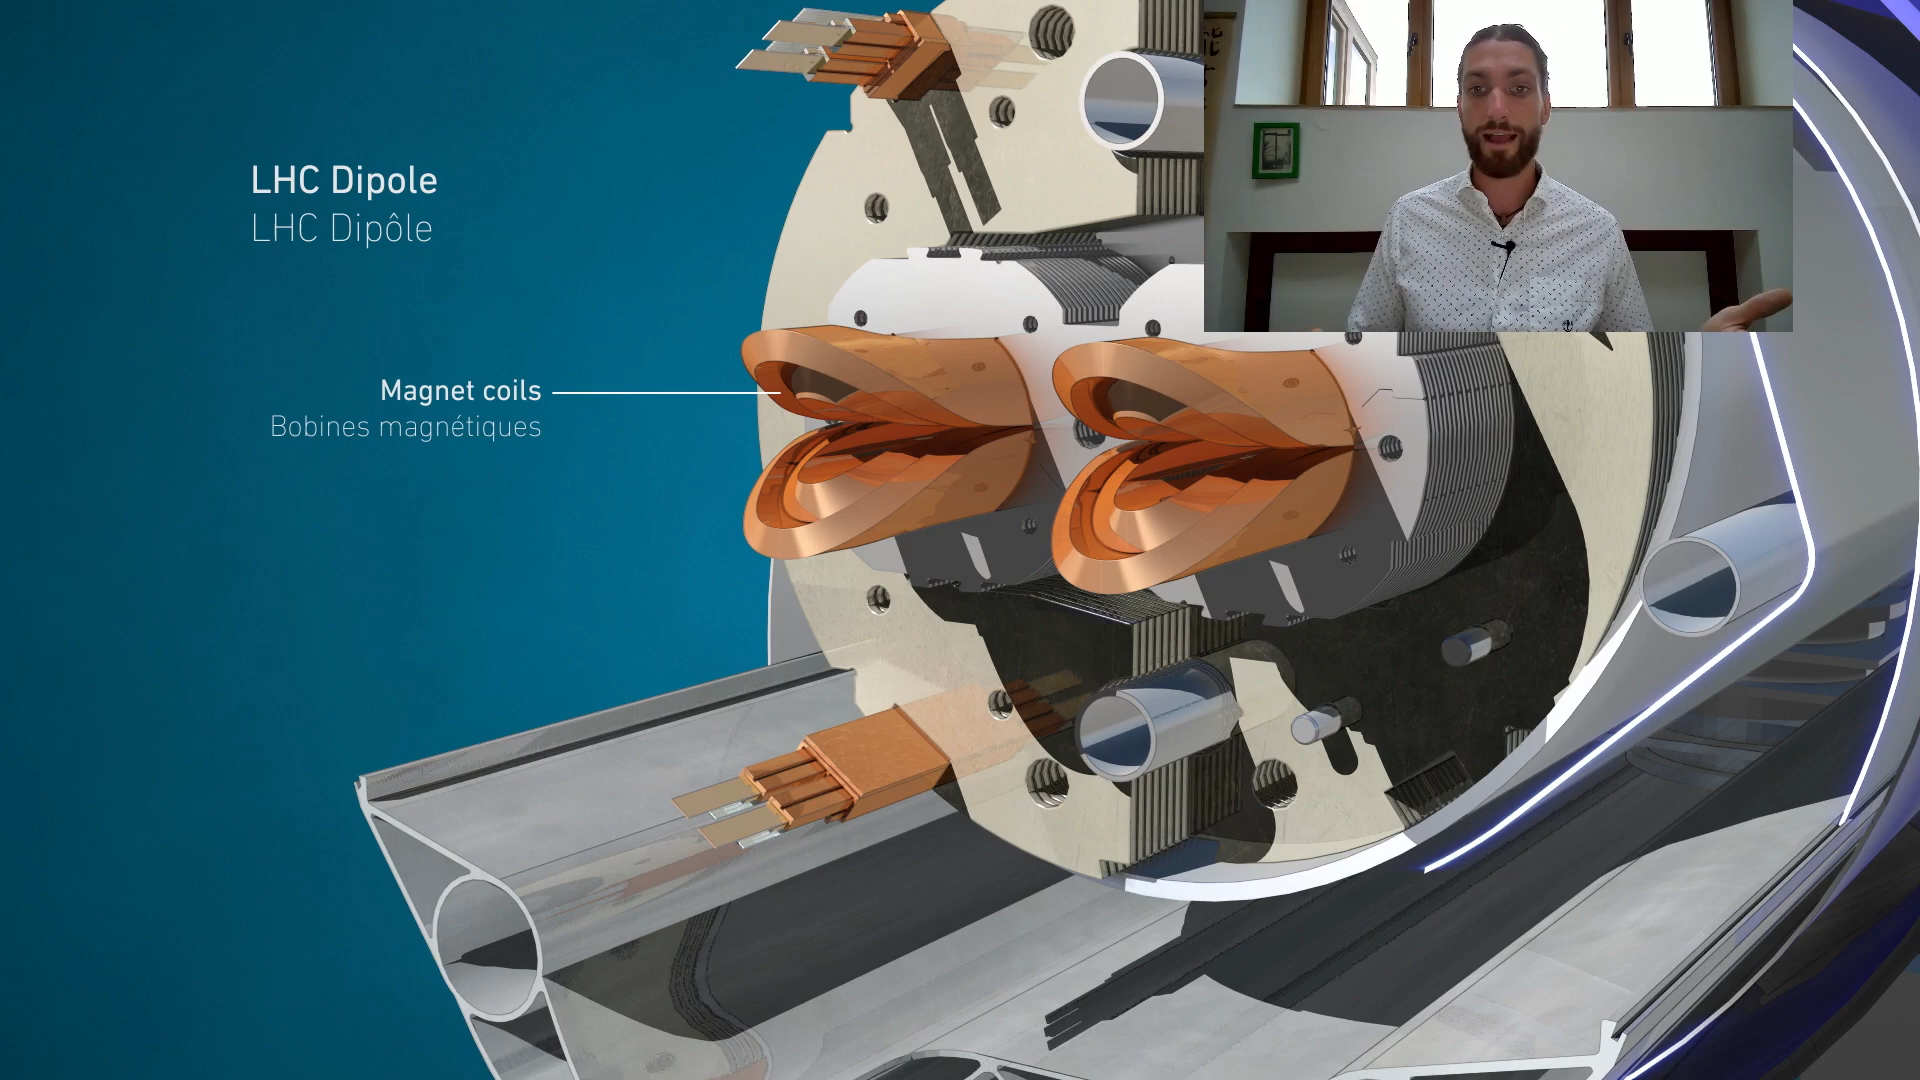 LHC Dipole
LHC Dipôle
Magnet coils
Bobines magnétiques